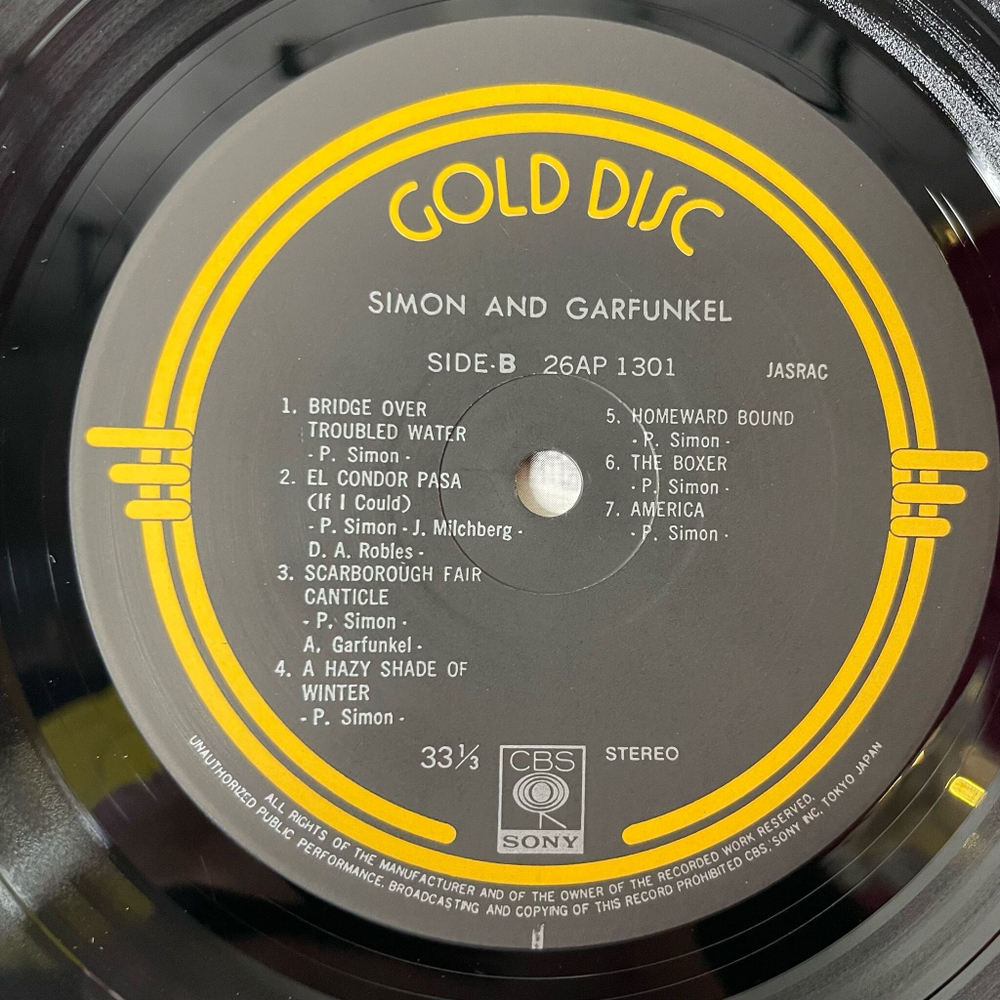 GOLD DISC
SIMON AND GARFUNKEL
SIDE·B 26AP 1301
JASRAC
1. BRIDGE OVER
TROUBLED WATER
- P. Simon -
2. EL CONDOR PASA
(If I Could)
- P. Simon - J. Milchberg -
D. A. Robles -
3. SCARBOROUGH FAIR
CANTICLE
- P. Simon
A. Garfunkel -
4. A HAZY SHADE OF
WINTER
- P. Simon -
5. HOMEWARD BOUND
- P. Simon -
6. THE BOXER
- P. Simon -
7. AMERICA
- P. Simon -
33⅓
CBS
SONY
STEREO
ALL RIGHTS OF THE MANUFACTURER AND OF THE OWNER OF THE RECORDED WORK RESERVED.
UNAUTHORIZED PUBLIC PERFORMANCE, BROADCASTING AND COPYING OF THIS RECORD PROHIBITED CBS·SONY INC. TOKYO JAPAN